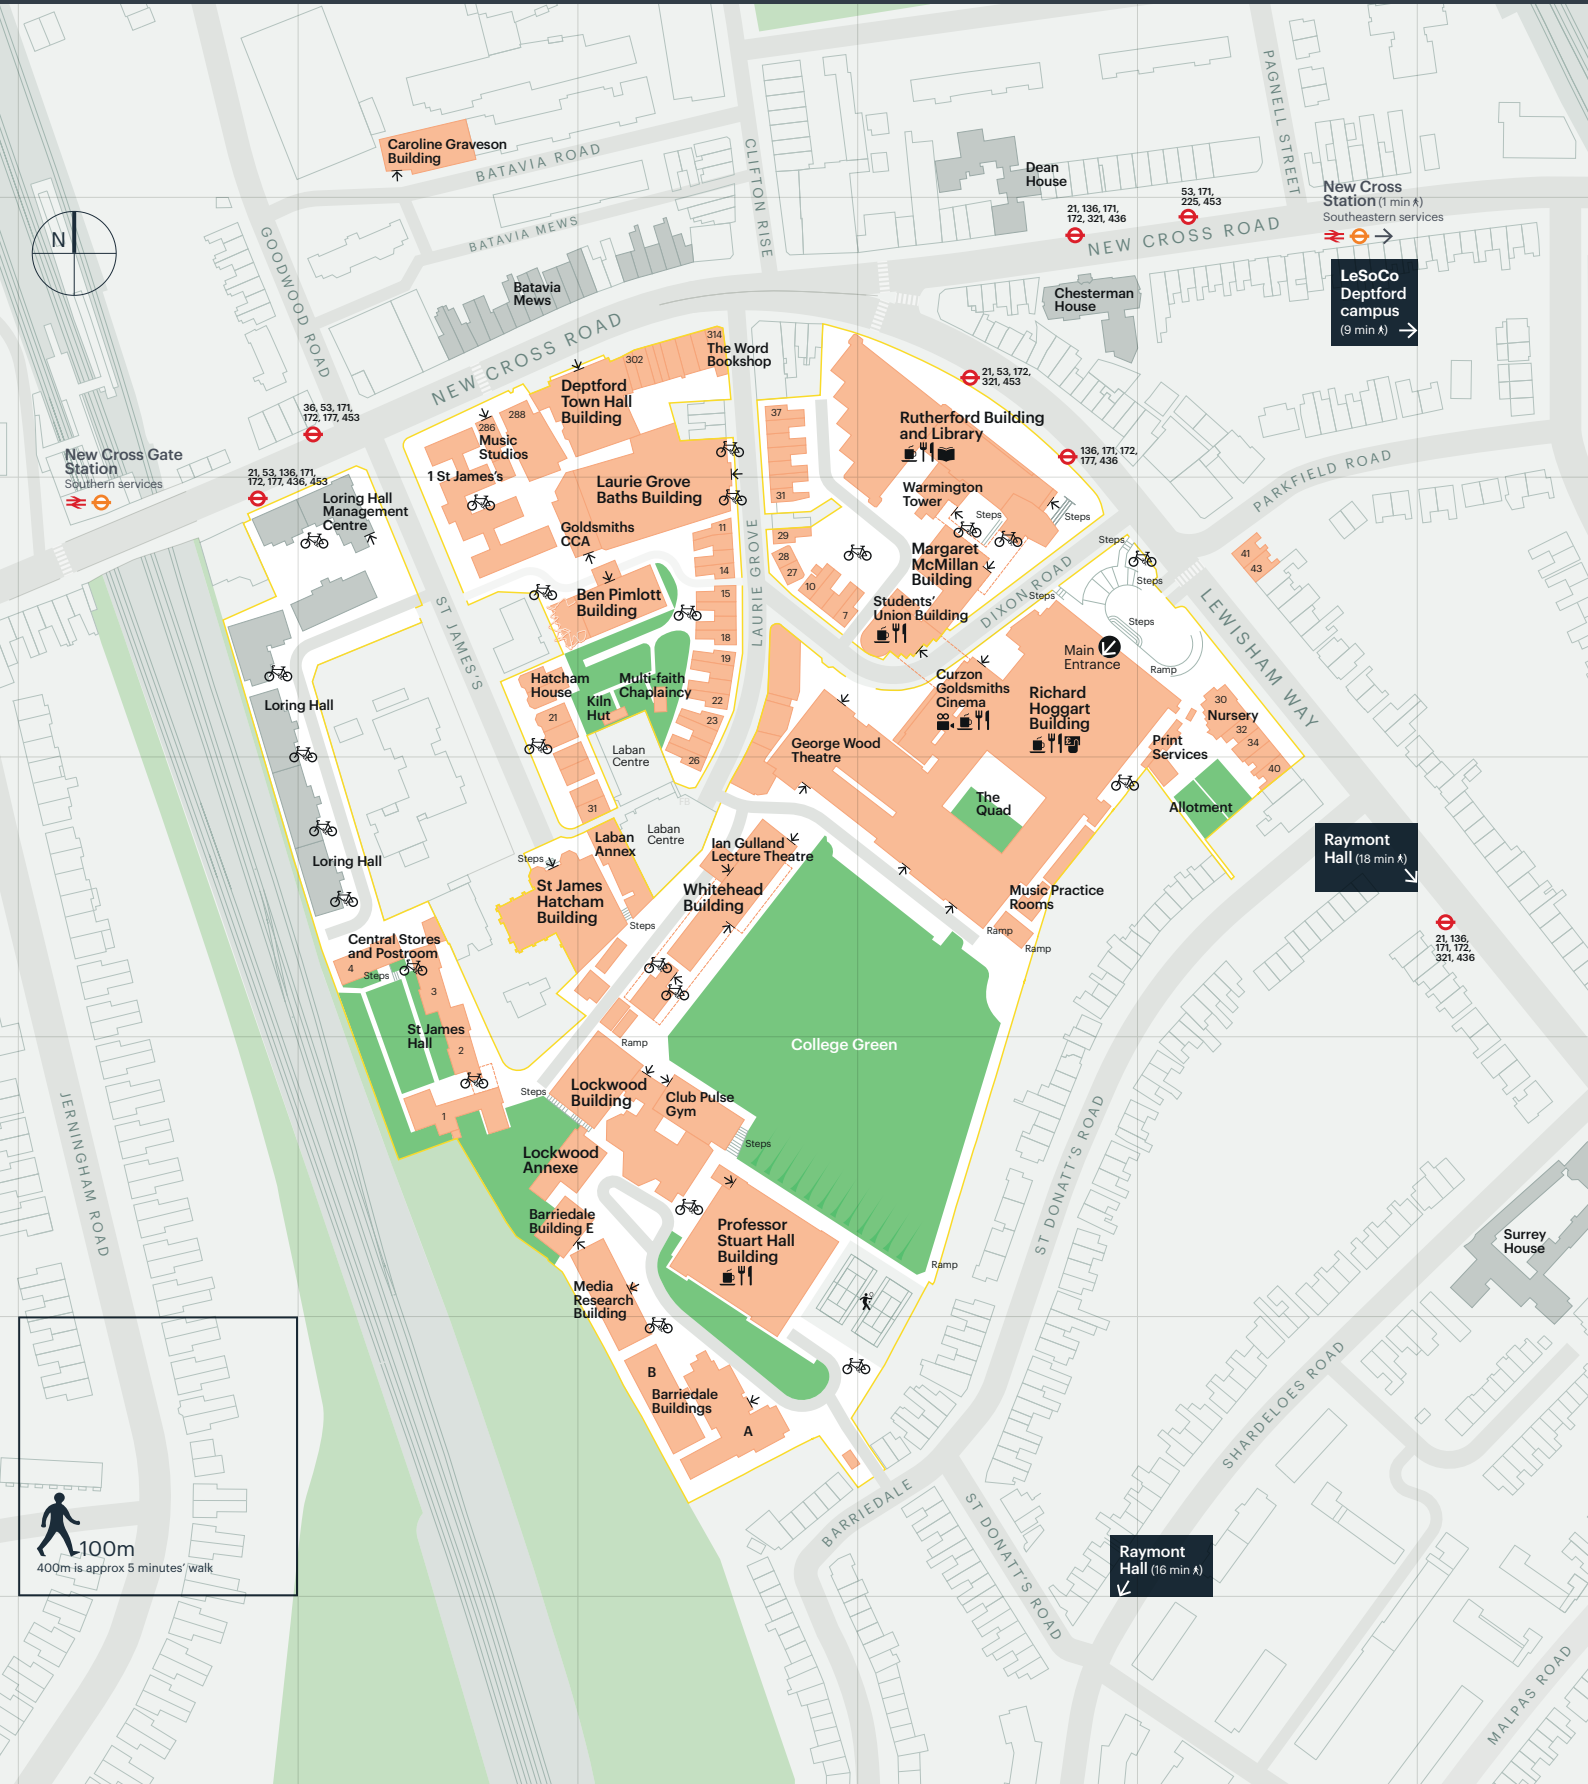 Caroline Graveson
Building
BATAVIA ROAD
CLIFTON RISE
PAGNELL STREET
Dean
House
53, 171,
225, 453
21, 136, 171,
172, 321, 436
New Cross
Station (1 min)
Southeastern services
NEW CROSS ROAD
N
GOODWOOD ROAD
BATAVIA MEWS
Batavia
Mews
Chesterman
House
LeSoCo
Deptford
campus
(9 min)
NEW CROSS ROAD
314
302
The Word
Bookshop
Deptford
Town Hall
Building
21, 53, 172,
321, 453
36, 53, 171,
172, 177, 453
288
286
Music
Studios
37
Rutherford Building
and Library
136, 171, 172,
177, 436
New Cross Gate
Station
Southern services
21, 53, 136, 171,
172, 177, 436, 453
1 St James's
Laurie Grove
Baths Building
31
Warmington
Tower
Steps
Steps
PARKFIELD ROAD
Loring Hall
Management
Centre
Goldsmiths
CCA
11
29
28
27
14
10
7
Margaret
McMillan
Building
Steps
Steps
Steps
Steps
41
43
Ben Pimlott
Building
15
18
LAURIE GROVE
Students'
Union Building
DIXON ROAD
LEWISHAM WAY
ST JAMES'S
Main
Entrance
Ramp
Hatcham
House
Kiln
Hut
Multi-faith
Chaplaincy
19
22
23
26
21
31
Curzon
Goldsmiths
Cinema
Richard
Hoggart
Building
30
Nursery
32
34
40
Loring Hall
Laban
Centre
George Wood
Theatre
Print
Services
The
Quad
Allotment
Laban
Annex
Laban
Centre
Ian Gulland
Lecture Theatre
Raymont
Hall (18 min)
Loring Hall
Steps
St James
Hatcham
Building
Whitehead
Building
Music Practice
Rooms
Steps
Ramp
Ramp
21, 136,
171, 172,
321, 436
Central Stores
and Postroom
4
Steps
3
St James
Hall
2
1
Ramp
College Green
Steps
Lockwood
Building
Club Pulse
Gym
Steps
JERNINGHAM ROAD
Lockwood
Annexe
ST DONATT'S ROAD
Barriedale
Building E
Professor
Stuart Hall
Building
Surrey
House
Ramp
Media
Research
Building
B
Barriedale
Buildings
A
SHARDELOES ROAD
BARRIEDALE
ST DONATT'S ROAD
100m
400m is approx 5 minutes' walk
Raymont
Hall (16 min)
MALPAS ROAD